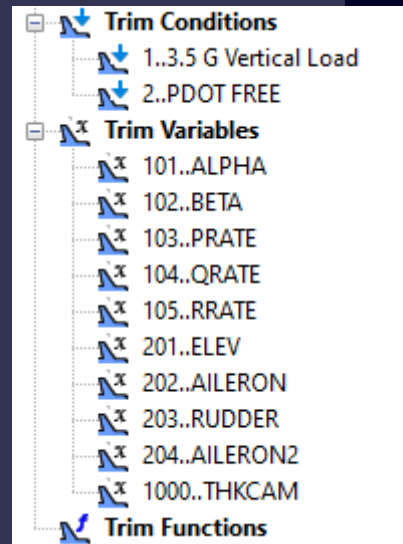 Trim Conditions
1..3.5 G Vertical Load
2..PDOT FREE
Trim Variables
101..ALPHA
102..BETA
103..PRATE
104..QRATE
105..RRATE
201..ELEV
202..AILERON
203..RUDDER
204..AILERON2
1000..THKCAM
Trim Functions